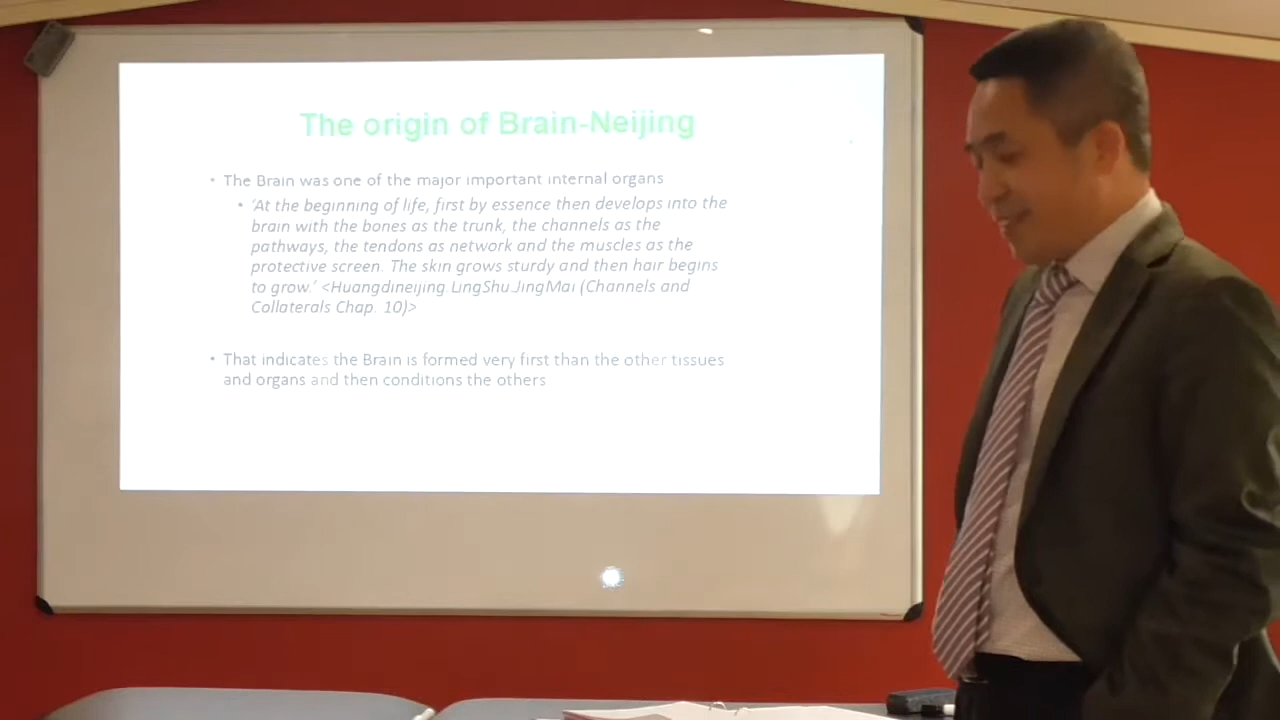 The origin of Brain-Neijing
• The Brain was one of the major important internal organs
• 'At the beginning of life, first by essence then develops into the
brain with the bones as the trunk, the channels as the
pathways, the tendons as network and the muscles as the
protective screen. The skin grows sturdy and then hair begins
to grow.' <Huangdineijing LingShu.JingMai (Channels and
Collaterals Chap. 10)>
• That indicates the Brain is formed very first than the other tissues
and organs and then conditions the others